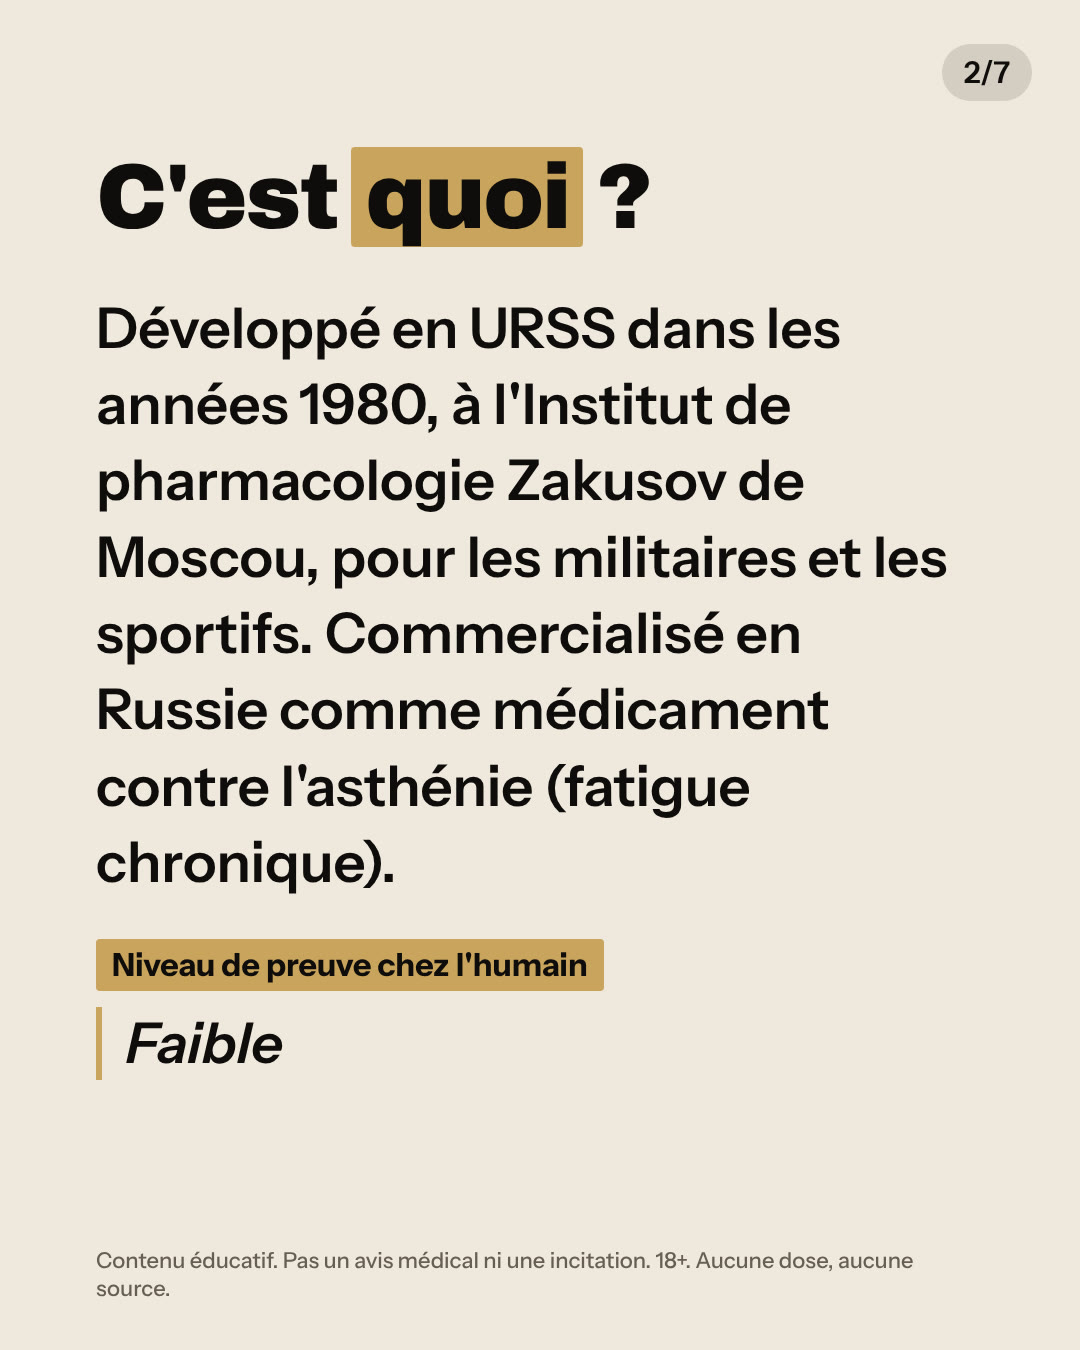 2/7
C'est quoi ?
Développé en URSS dans les
années 1980, à l'Institut de
pharmacologie Zakusov de
Moscou, pour les militaires et les
sportifs. Commercialisé en
Russie comme médicament
contre l'asthénie (fatigue
chronique).
Niveau de preuve chez l'humain
Faible
Contenu éducatif. Pas un avis médical ni une incitation. 18+. Aucune dose, aucune
source.